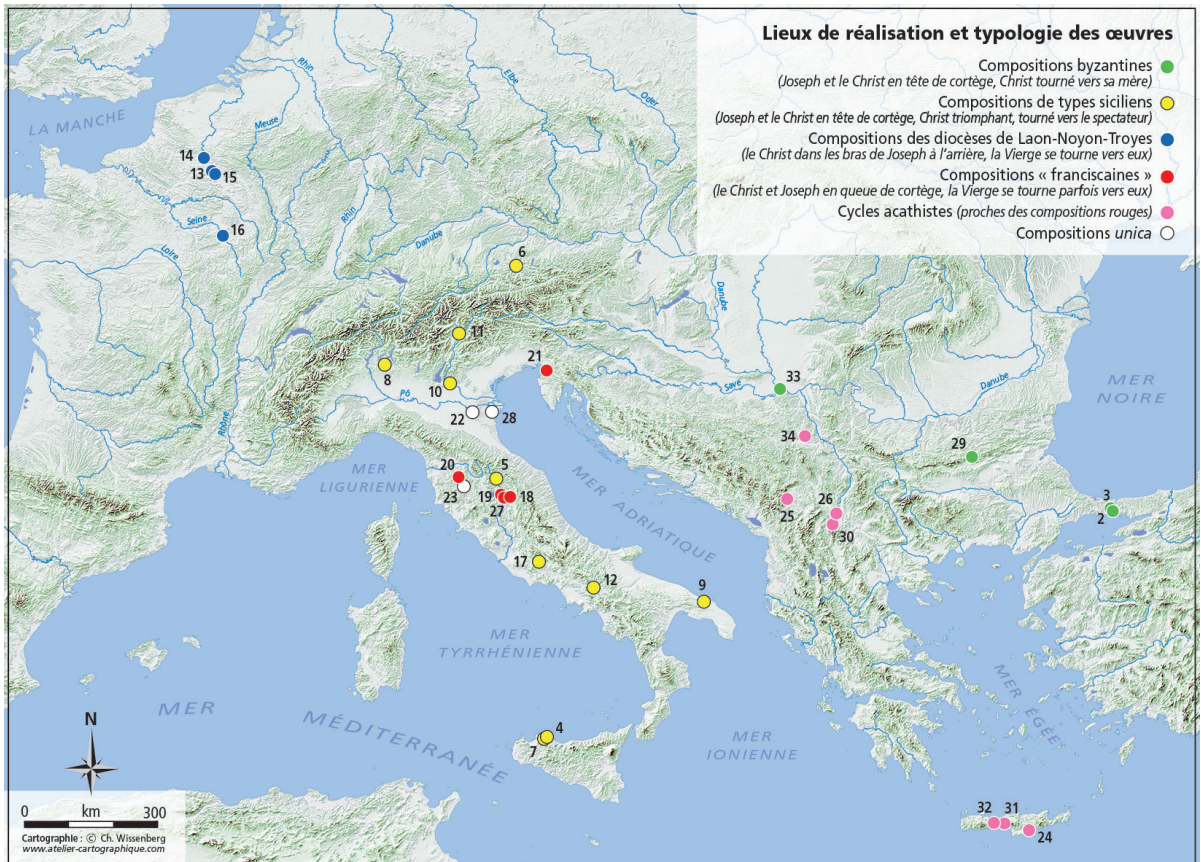 Lieux de réalisation et typologie des œuvres
Compositions byzantines
(Joseph et le Christ en tête de cortège, Christ tourné vers sa mère)
Compositions de types siciliens
(Joseph et le Christ en tête de cortège, Christ triomphant, tourné vers le spectateur)
Compositions des diocèses de Laon-Noyon-Troyes
(le Christ dans les bras de Joseph à l'arrière, la Vierge se tourne vers eux)
Compositions « franciscaines »
(le Christ et Joseph en queue de cortège, la Vierge se tourne parfois vers eux)
Cycles acathistes (proches des compositions rouges)
Compositions unica
LA MANCHE
Rhin
Meuse
Elbe
Oder
14
13
15
Seine
16
Loire
Rhin
Danube
6
Danube
11
8
10
21
Pô
22
28
Save
33
Danube
MER
NOIRE
Rhône
34
29
MER
LIGURIENNE
20
5
23
19
18
27
MER ADRIATIQUE
25
26
30
3
2
17
12
9
MER
TYRRHÉNIENNE
MER
IONIENNE
MER ÉGÉE
MER MÉDITERRANÉE
4
7
N
0 km 300
Cartographie : © Ch. Wissenberg
www.atelier-cartographique.com
32
31
24